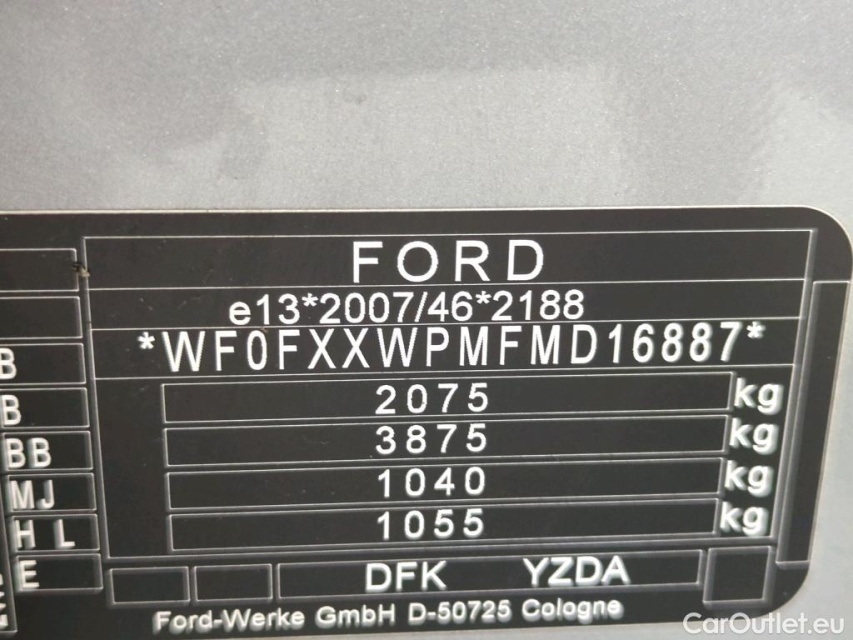 FORD
e13*2007/46*2188
*WF0FXXWPMFMD16887*
B
2075 kg
B
3875 kg
BB
1040 kg
MJ
1055 kg
H L
E
DFK YZDA
Ford-Werke GmbH D-50725 Cologne
CarOutlet.eu